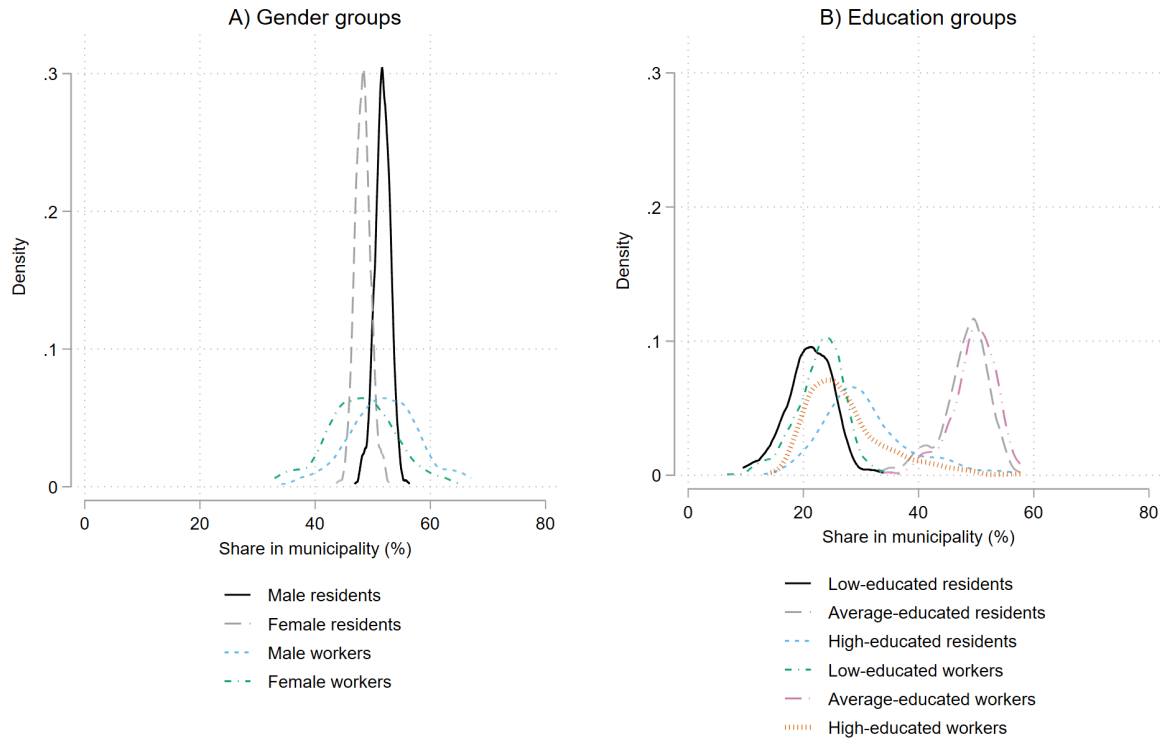 A) Gender groups
.3
.2
.1
0
Density
0 20 40 60 80
Share in municipality (%)
Male residents
Female residents
Male workers
Female workers
B) Education groups
.3
.2
.1
0
Density
0 20 40 60 80
Share in municipality (%)
Low-educated residents
Average-educated residents
High-educated residents
Low-educated workers
Average-educated workers
High-educated workers